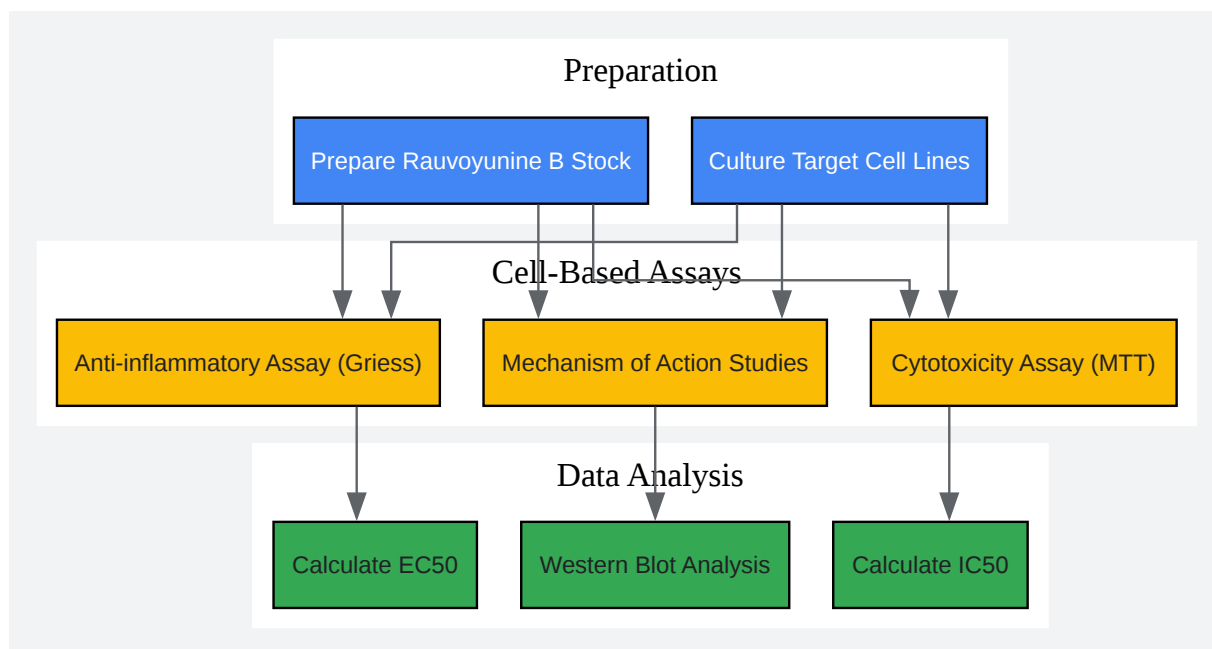 Preparation
Prepare Rauvoyunine B Stock
Culture Target Cell Lines
Cell-Based Assays
Anti-inflammatory Assay (Griess)
Mechanism of Action Studies
Cytotoxicity Assay (MTT)
Data Analysis
Calculate EC50
Western Blot Analysis
Calculate IC50